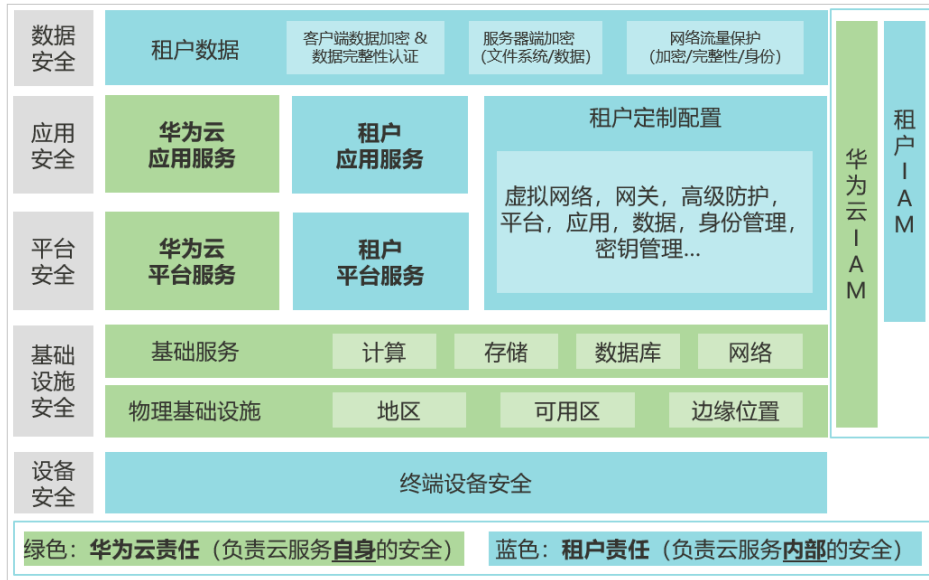 数据
安全
租户数据
客户端数据加密 &
数据完整性认证
服务器端加密
(文件系统/数据)
网络流量保护
(加密/完整性/身份)
应用
安全
华为云
应用服务
租户
应用服务
租户定制配置
虚拟网络，网关，高级防护，
平台，应用，数据，身份管理，
密钥管理...
平台
安全
华为云
平台服务
租户
平台服务
基础
设施
安全
基础服务
计算
存储
数据库
网络
物理基础设施
地区
可用区
边缘位置
设备
安全
终端设备安全
华为云IAM
租户IAM
绿色：华为云责任（负责云服务自身的安全）
蓝色：租户责任（负责云服务内部的安全）